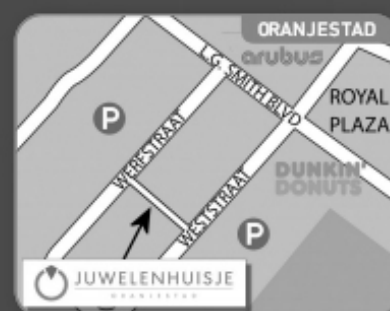 ORANJESTAD
arubus
L.G. SMITH BLVD
ROYAL
PLAZA
P
WERFSTRAAT
DUNKIN'
DONUTS
WESTSTRAAT
P
JUWELENHUISJE
ORANJESTAD